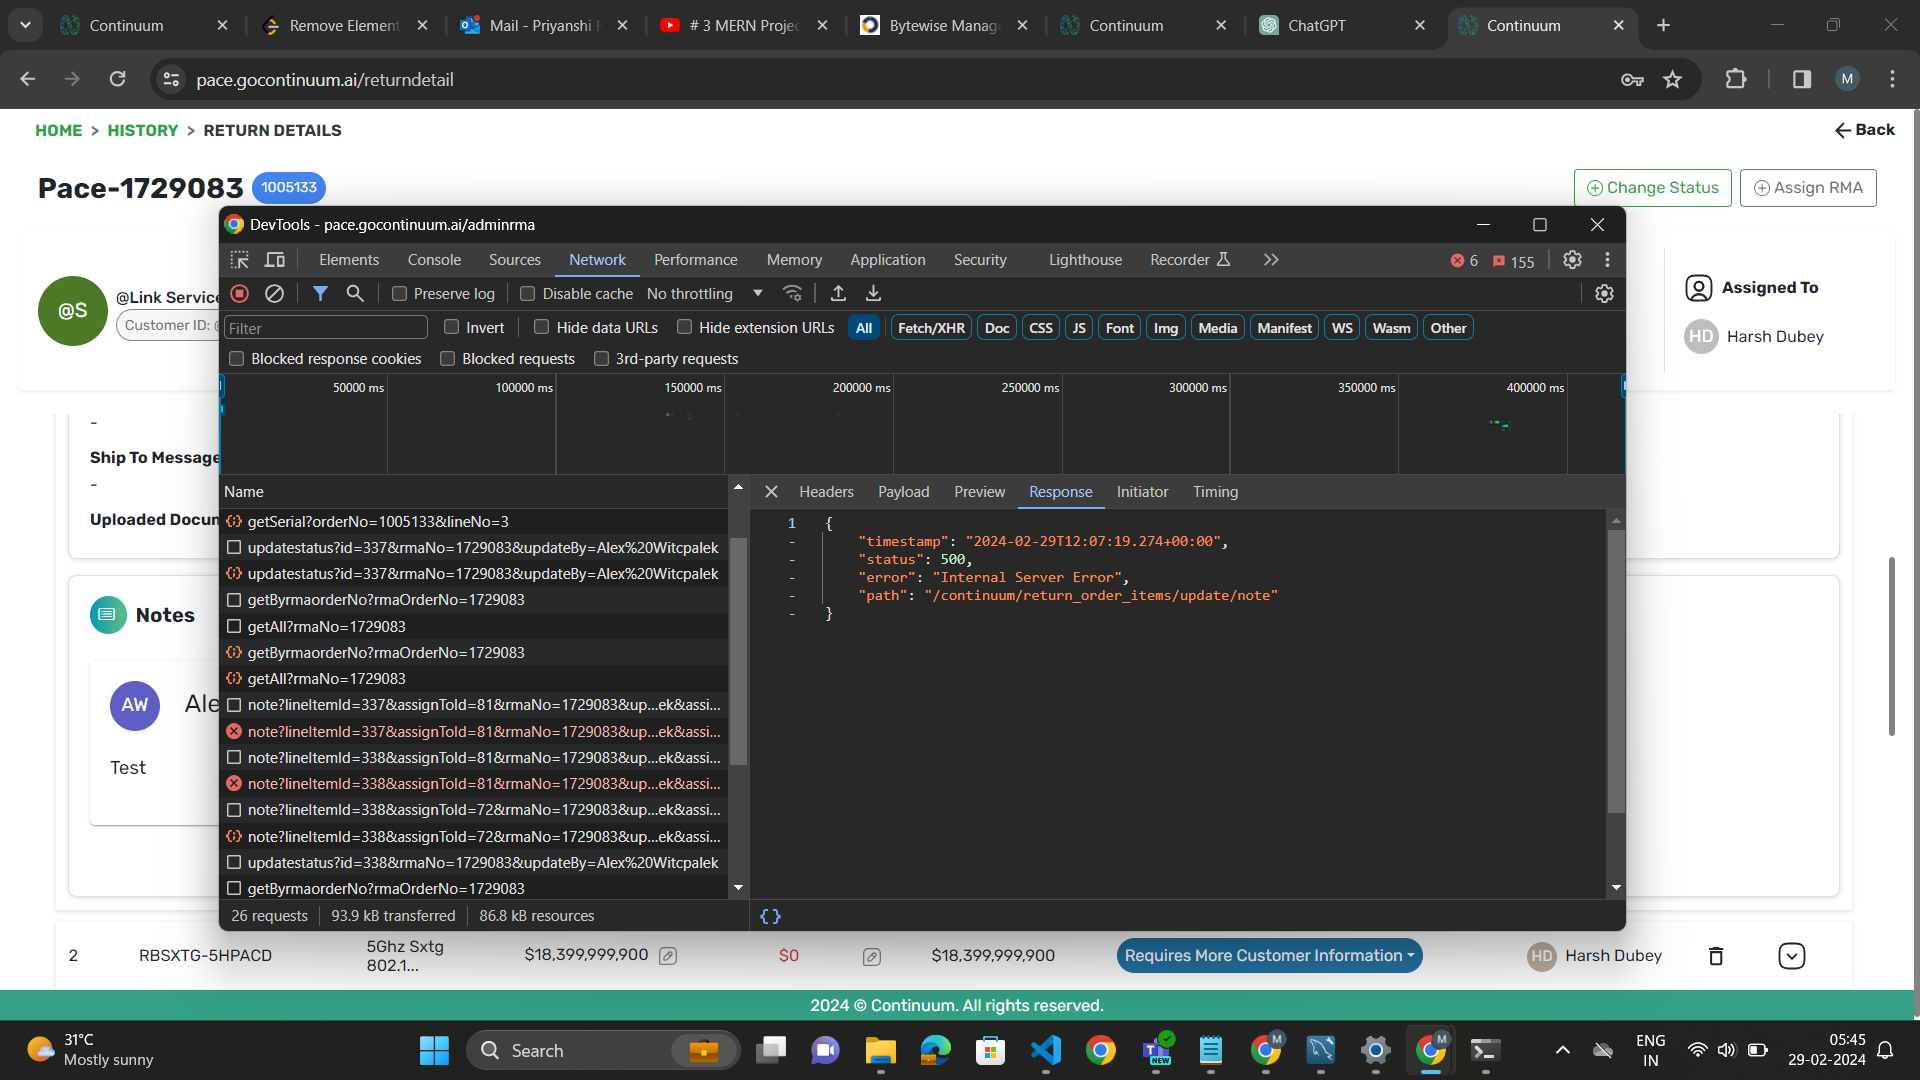 Continuum
Remove Element
Mail - Priyanshi
# 3 MERN Projec
Bytewise Manage
Continuum
ChatGPT
Continuum
pace.gocontinuum.ai/returndetail
M
HOME > HISTORY > RETURN DETAILS
Back
Pace-1729083 1005133
Change Status
Assign RMA
@S
@Link Service
Customer ID:
Assigned To
HD Harsh Dubey
DevTools - pace.gocontinuum.ai/adminrma
Elements Console Sources Network Performance Memory Application Security Lighthouse Recorder
6 155
Preserve log Disable cache No throttling
Filter Invert Hide data URLs Hide extension URLs All Fetch/XHR Doc CSS JS Font Img Media Manifest WS Wasm Other
Blocked response cookies Blocked requests 3rd-party requests
50000 ms 100000 ms 150000 ms 200000 ms 250000 ms 300000 ms 350000 ms 400000 ms
-
Ship To Message
-
Uploaded Docun
Notes
AW Ale
Test
Name
getSerial?orderNo=1005133&lineNo=3
updatestatus?id=337&rmaNo=1729083&updateBy=Alex%20Witcpalek
updatestatus?id=337&rmaNo=1729083&updateBy=Alex%20Witcpalek
getByrmaorderNo?rmaOrderNo=1729083
getAll?rmaNo=1729083
getByrmaorderNo?rmaOrderNo=1729083
getAll?rmaNo=1729083
note?lineItemId=337&assignToId=81&rmaNo=1729083&up...ek&assi...
note?lineItemId=337&assignToId=81&rmaNo=1729083&up...ek&assi...
note?lineItemId=338&assignToId=81&rmaNo=1729083&up...ek&assi...
note?lineItemId=338&assignToId=81&rmaNo=1729083&up...ek&assi...
note?lineItemId=338&assignToId=72&rmaNo=1729083&up...ek&assi...
note?lineItemId=338&assignToId=72&rmaNo=1729083&up...ek&assi...
updatestatus?id=338&rmaNo=1729083&updateBy=Alex%20Witcpalek
getByrmaorderNo?rmaOrderNo=1729083
26 requests 93.9 kB transferred 86.8 kB resources
Headers Payload Preview Response Initiator Timing
1 {
- "timestamp": "2024-02-29T12:07:19.274+00:00",
- "status": 500,
- "error": "Internal Server Error",
- "path": "/continuum/return_order_items/update/note"
- }
{}
2 RBSXTG-5HPACD 5Ghz Sxtg
802.1...
$18,399,999,900 $0 $18,399,999,900 Requires More Customer Information HD Harsh Dubey
2024 © Continuum. All rights reserved.
31°C
Mostly sunny
Search
NEW
M
M
ENG
IN
05:45
29-02-2024